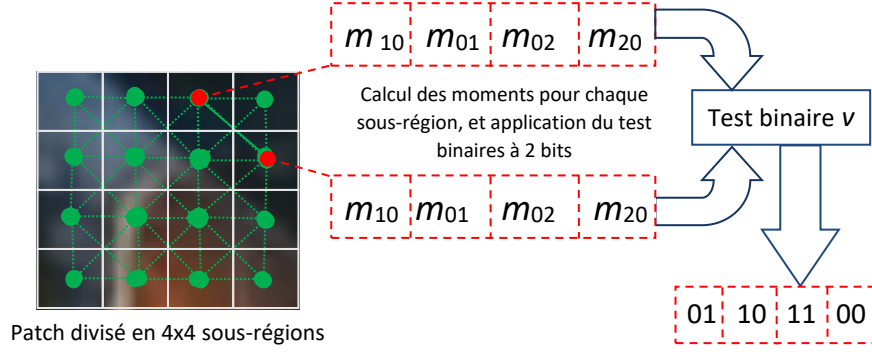 m 10 m01 m02 m20
Calcul des moments pour chaque
sous-région, et application du test
binaires à 2 bits
Test binaire v
m10 m01 m02 m20
01 10 11 00
Patch divisé en 4x4 sous-régions